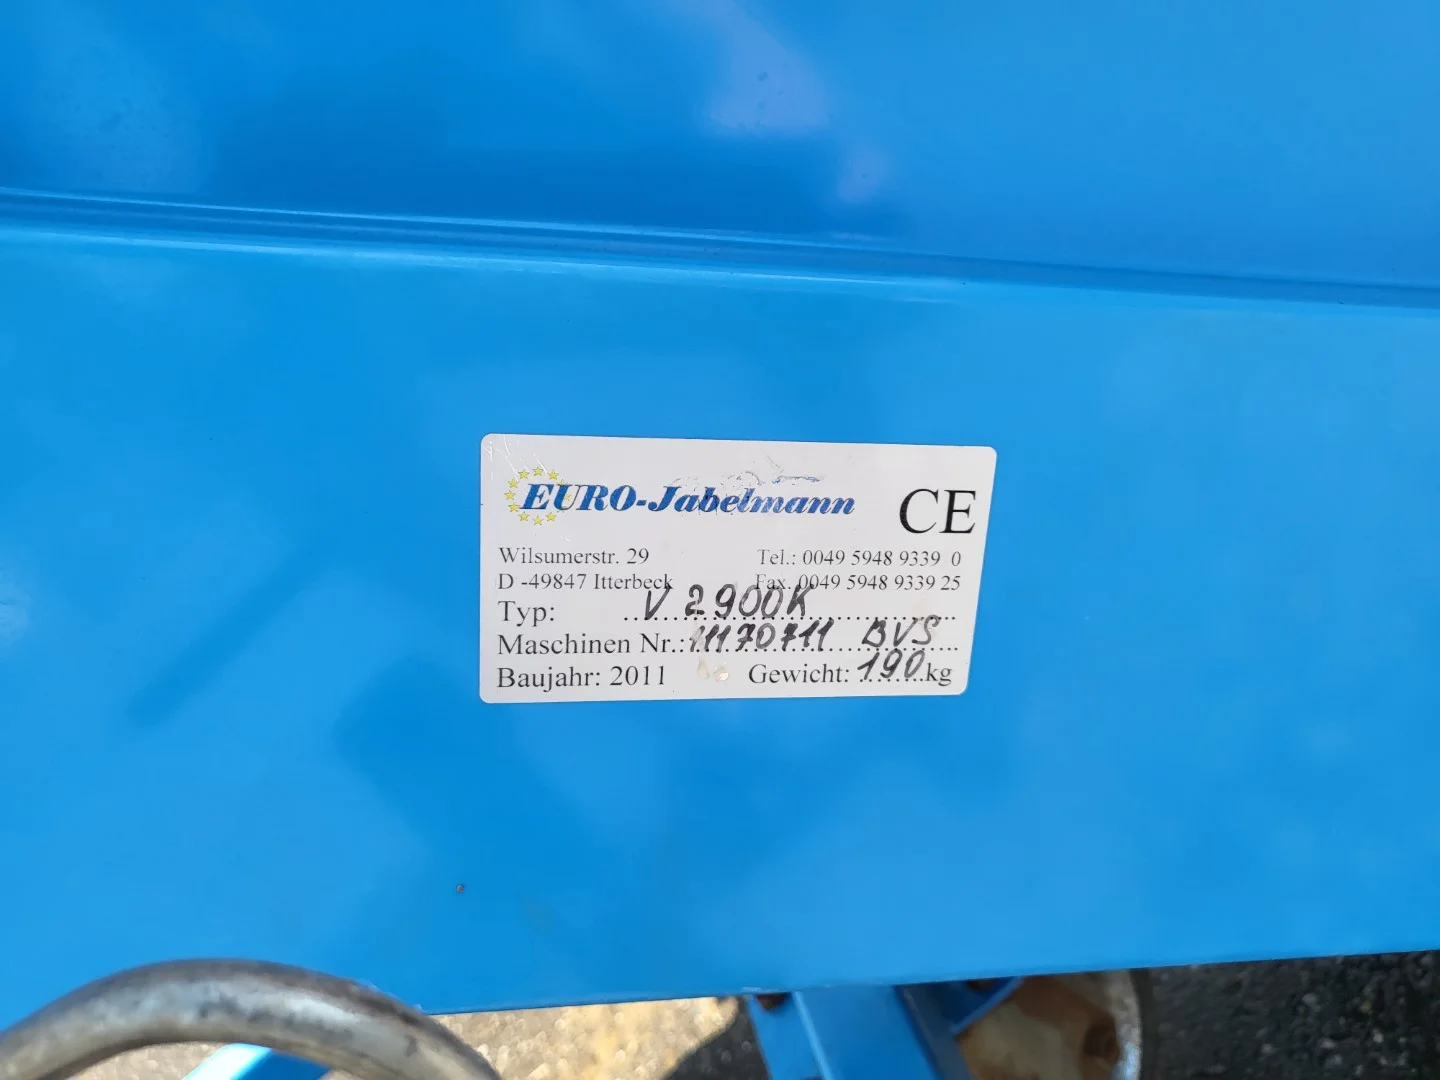 EURO-Jabelmann CE
Wilsumerstr. 29 Tel.: 0049 5948 9339 0
D -49847 Itterbeck Fax. 0049 5948 9339 25
Typ: V 2900K
Maschinen Nr.: 11170711 BVS
Baujahr: 2011 Gewicht: 190 kg